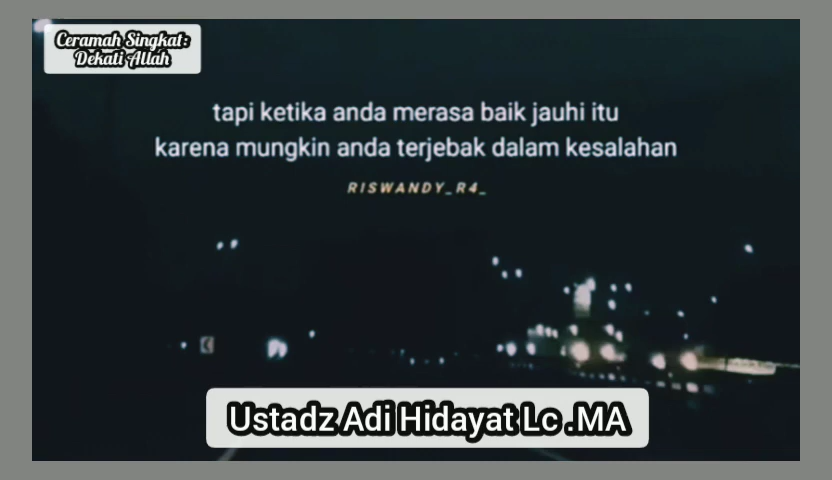 Ceramah Singkat:
Dekati Allah
tapi ketika anda merasa baik jauhi itu
karena mungkin anda terjebak dalam kesalahan
RISWANDY_R4_
Ustadz Adi Hidayat Lc .MA